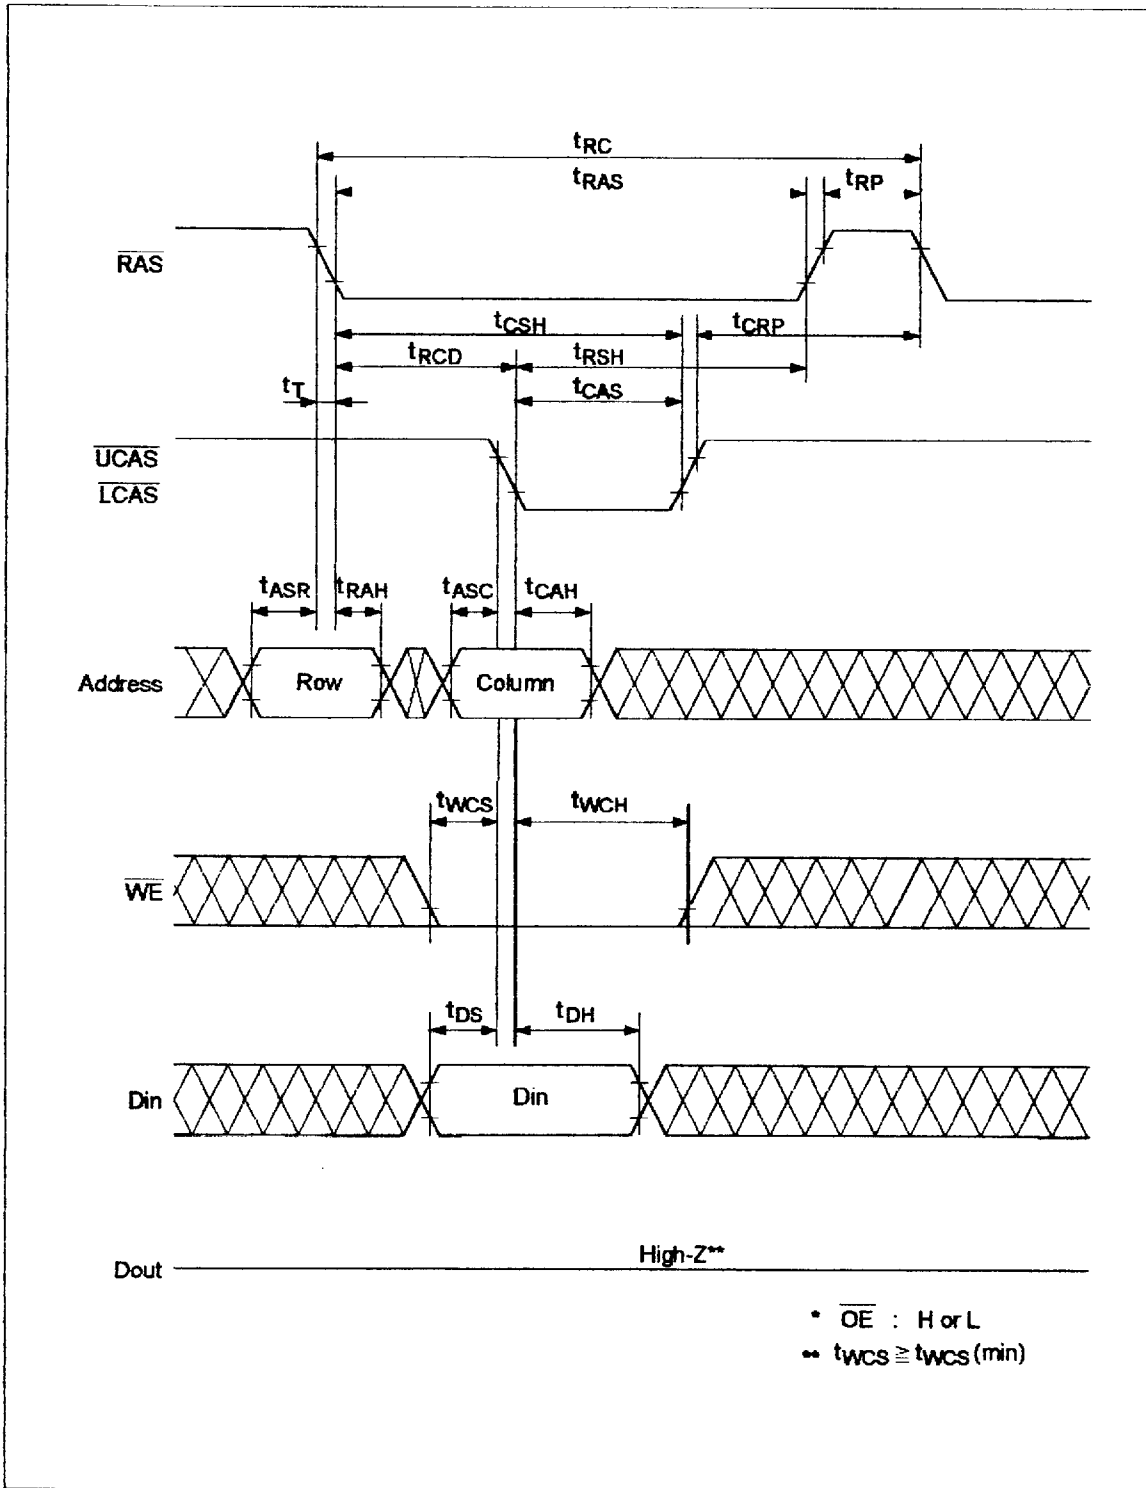 tRC
tRAS
tRP
RAS
tCSH
tCRP
tRCD
tRSH
tT
tCAS
UCAS
LCAS
tASR
tRAH
tASC
tCAH
Address
Row
Column
tWCS
tWCH
WE
tDS
tDH
Din
Din
Dout
High-Z**
* OE : H or L
** tWCS ≧ tWCS (min)